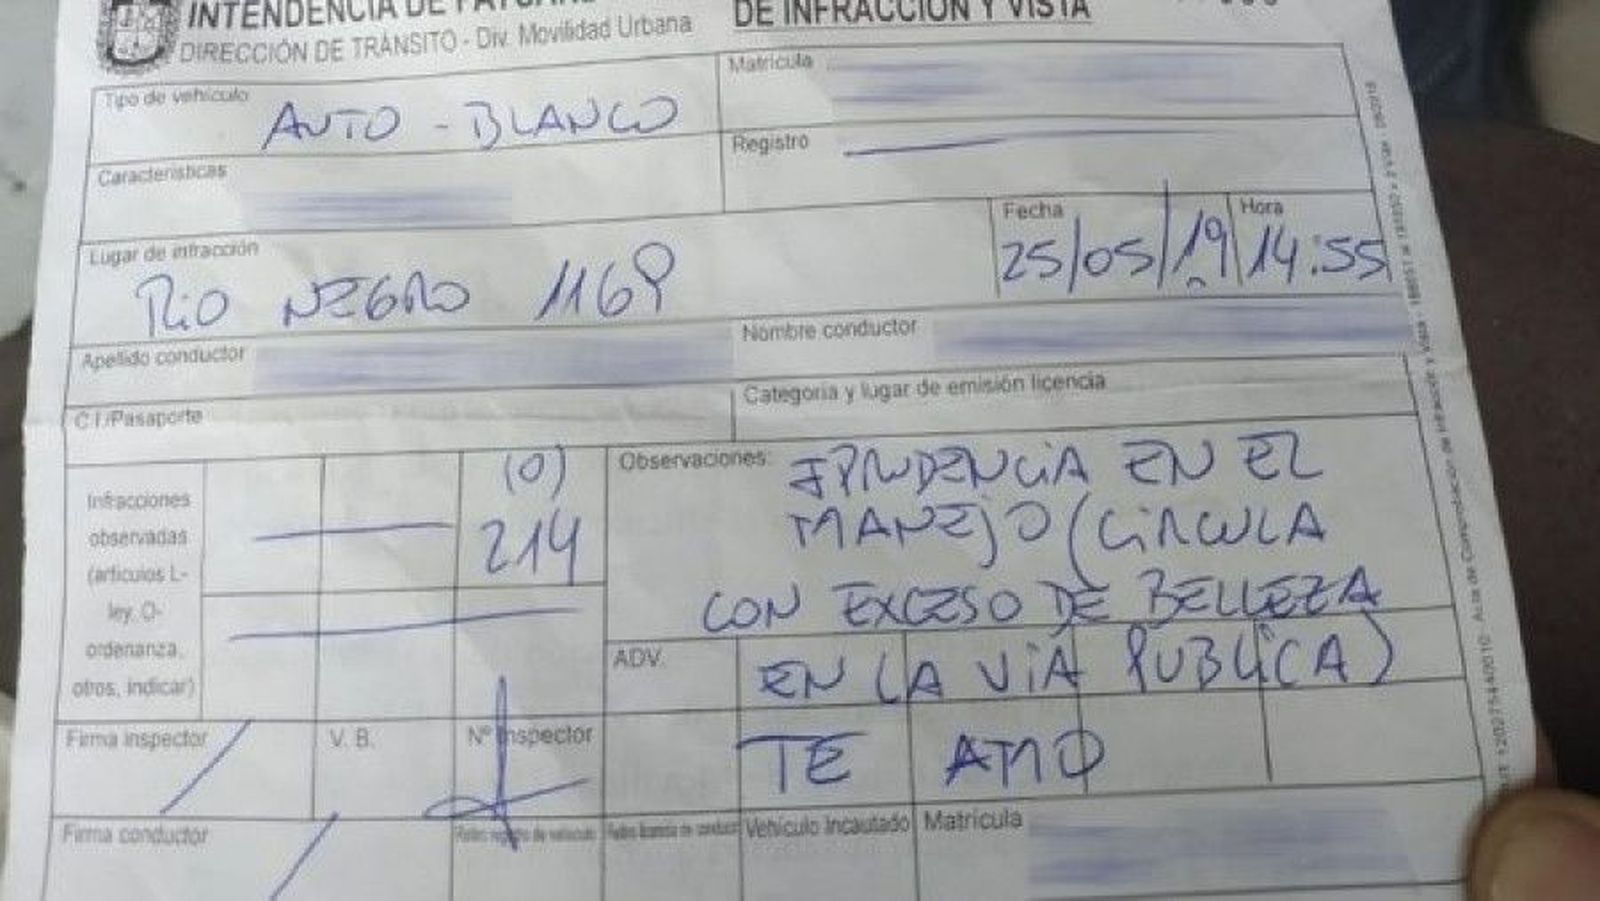 INTENDENCIA DE
DIRECCIÓN DE TRÁNSITO - Div. Movilidad Urbana
DE INFRACCIÓN Y VISTA
Tipo de vehículo
AUTO - BLANCO
Matrícula
Características
Registro
Lugar de infracción
RIO NEGRO 1169
Fecha
25/05/19
Hora
14:55
Apellido conductor
Nombre conductor
C.I./Pasaporte
Categoría y lugar de emisión licencia
Infracciones
observadas
(artículos L-
ley, O-
ordenanza,
otros, indicar)
(O)
214
Observaciones:
IPRUDENCIA EN EL
MANEJO (CIRCULA
CON EXCESO DE BELLEZA
ADV.
EN LA VIA PUBLICA)
TE AMO
Firma inspector
V. B.
Nº Inspector
Firma conductor
Vehículo incautado
Matrícula